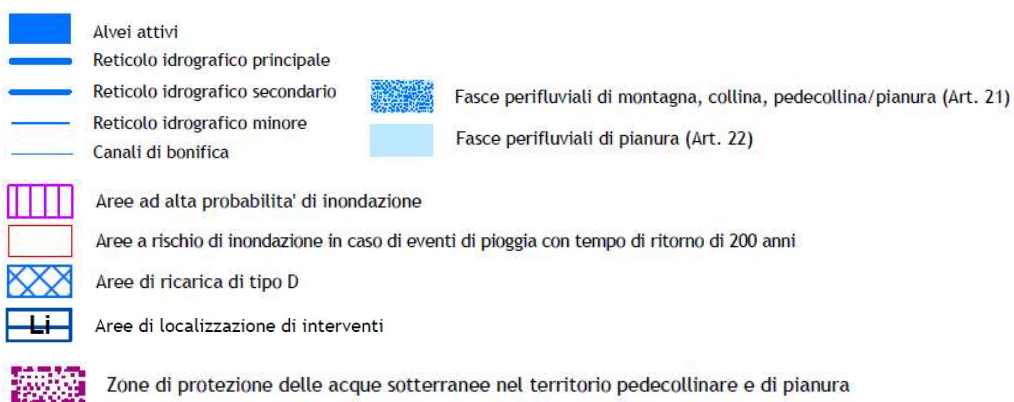 Alvei attivi
Reticolo idrografico principale
Reticolo idrografico secondario
Reticolo idrografico minore
Canali di bonifica
Fasce perifluviali di montagna, collina, pedecollina/pianura (Art. 21)
Fasce perifluviali di pianura (Art. 22)
Aree ad alta probabilita' di inondazione
Aree a rischio di inondazione in caso di eventi di pioggia con tempo di ritorno di 200 anni
Aree di ricarica di tipo D
Li Aree di localizzazione di interventi
Zone di protezione delle acque sotterranee nel territorio pedecollinare e di pianura